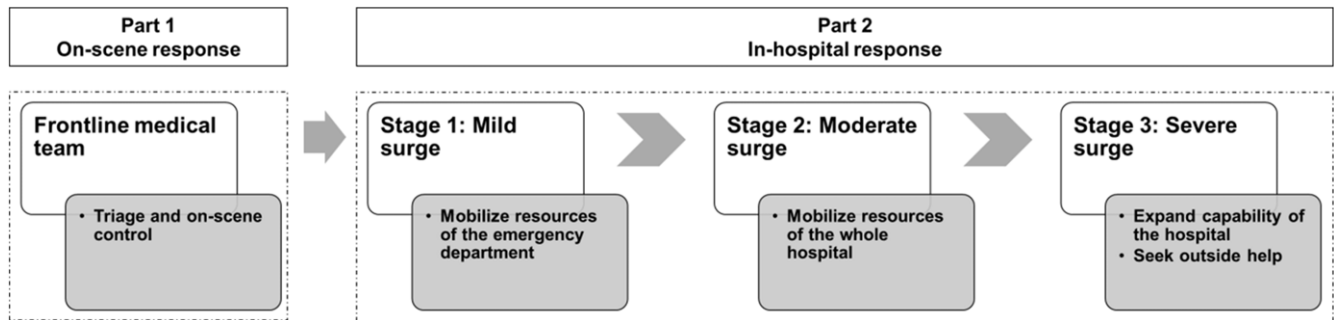 Part 1
On-scene response
Part 2
In-hospital response
Frontline medical
team
• Triage and on-scene
control
Stage 1: Mild
surge
• Mobilize resources
of the emergency
department
Stage 2: Moderate
surge
• Mobilize resources
of the whole
hospital
Stage 3: Severe
surge
• Expand capability of
the hospital
• Seek outside help